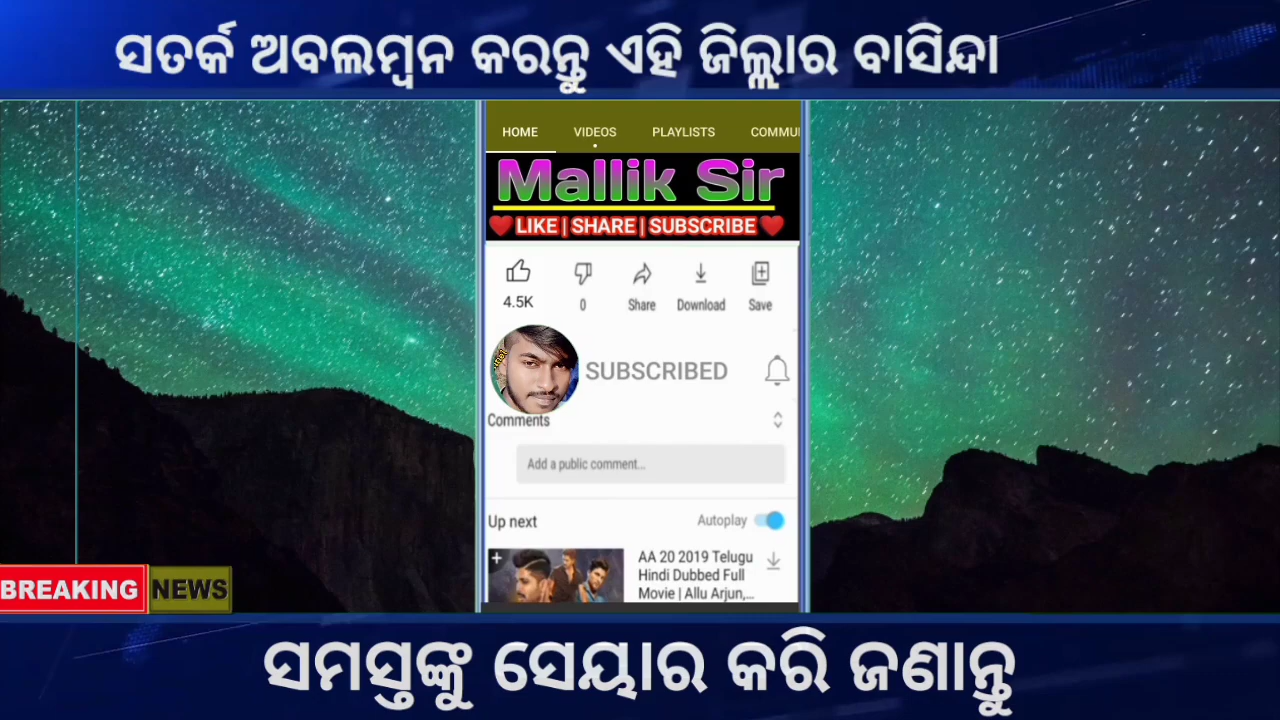 ସତର୍କ ଅବଲମ୍ବନ କରନ୍ତୁ ଏହି ଜିଲ୍ଲାର ବାସିନ୍ଦା
HOME VIDEOS PLAYLISTS COMMU
Mallik Sir
LIKE | SHARE | SUBSCRIBE
4.5K 0 Share Download Save
SUBSCRIBED
Comments
Add a public comment...
Up next Autoplay
AA 20 2019 Telugu
Hindi Dubbed Full
Movie | Allu Arjun,...
BREAKING NEWS
ସମସ୍ତଙ୍କୁ ସେୟାର କରି ଜଣାନ୍ତୁ